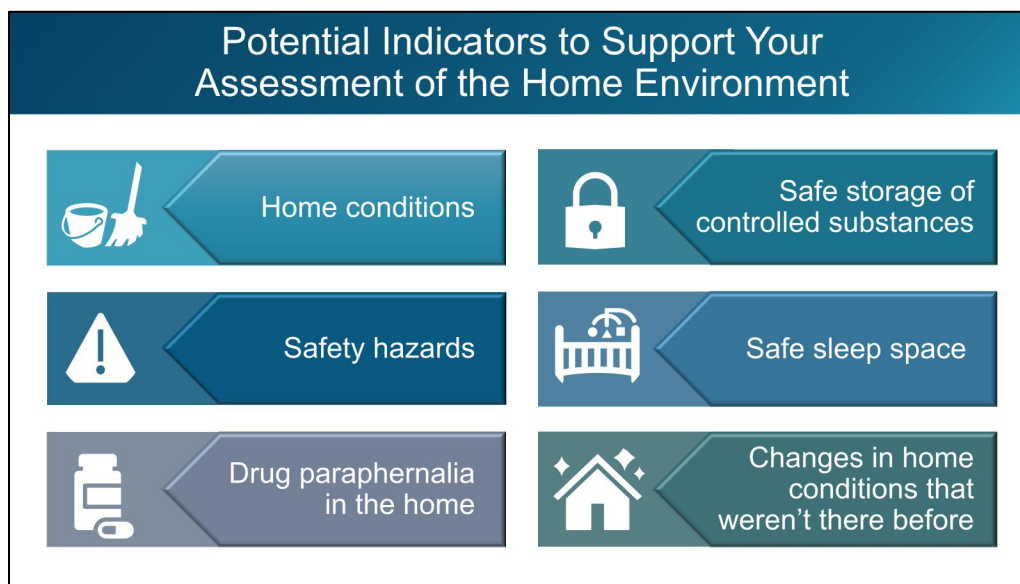 Potential Indicators to Support Your
Assessment of the Home Environment
Home conditions
Safe storage of
controlled substances
Safety hazards
Safe sleep space
Drug paraphernalia
in the home
Changes in home
conditions that
weren’t there before